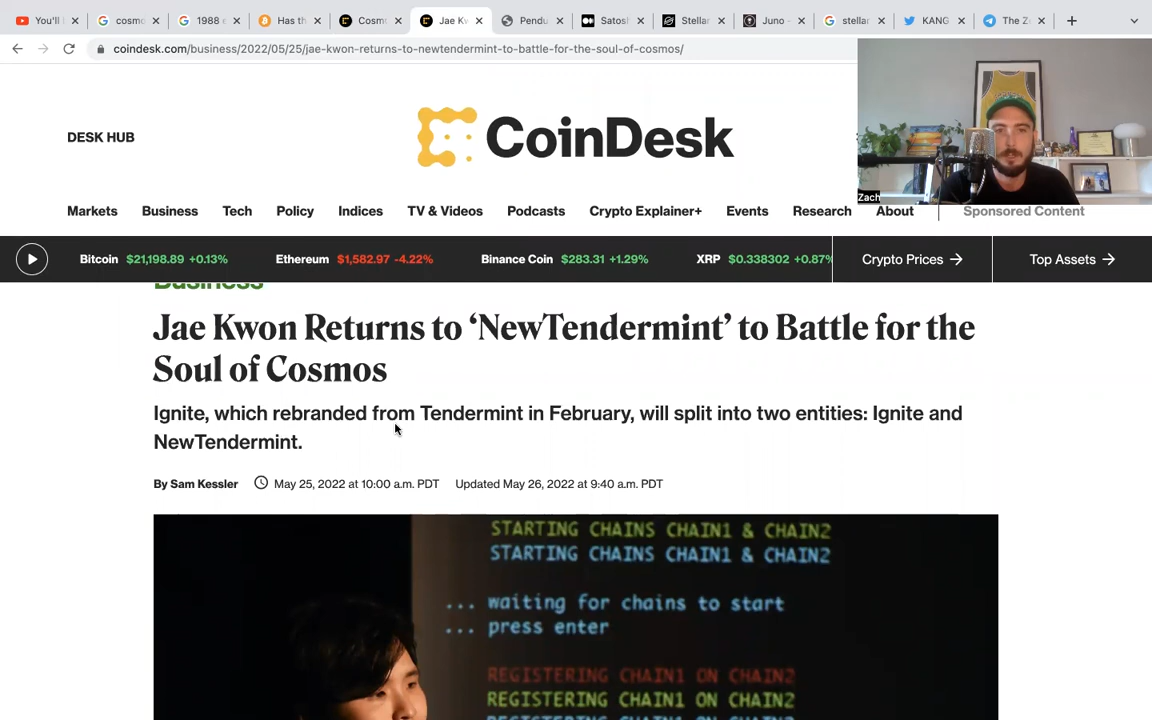 You'll
cosmo
1988 e
Has th
Cosmo
Jae Kw
Pendu
Satosh
Stellar
Juno -
stellar
KANG
The Z
coindesk.com/business/2022/05/25/jae-kwon-returns-to-newtendermint-to-battle-for-the-soul-of-cosmos/
Zach
DESK HUB
CoinDesk
Markets Business Tech Policy Indices TV & Videos Podcasts Crypto Explainer+ Events Research About Sponsored Content
Bitcoin $21,198.89 +0.13% Ethereum $1,582.97 -4.22% Binance Coin $283.31 +1.29% XRP $0.338302 +0.87% Crypto Prices → Top Assets →
Business
Jae Kwon Returns to ‘NewTendermint’ to Battle for the
Soul of Cosmos
Ignite, which rebranded from Tendermint in February, will split into two entities: Ignite and
NewTendermint.
By Sam Kessler May 25, 2022 at 10:00 a.m. PDT Updated May 26, 2022 at 9:40 a.m. PDT
STARTING CHAINS CHAIN1 & CHAIN2
STARTING CHAINS CHAIN1 & CHAIN2
... waiting for chains to start
... press enter
REGISTERING CHAIN1 ON CHAIN2
REGISTERING CHAIN1 ON CHAIN2